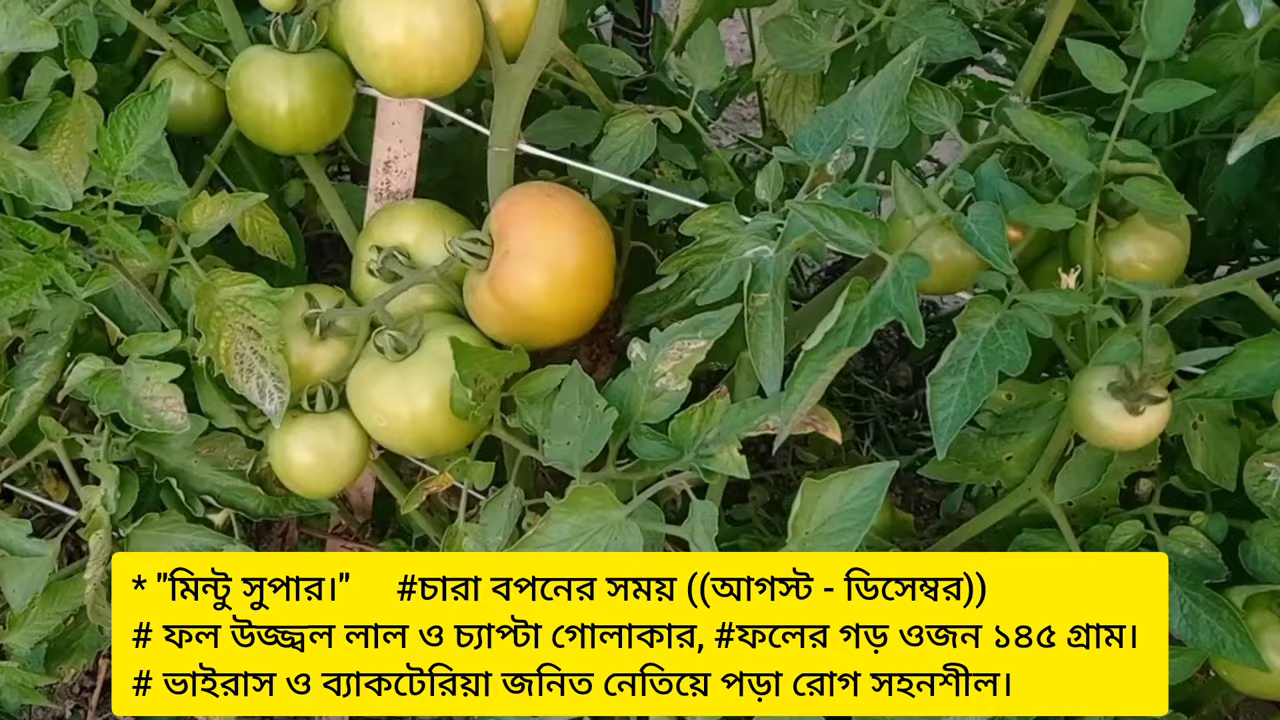 * "মিন্টু সুপার।" #চারা বপনের সময় ((আগস্ট - ডিসেম্বর))
# ফল উজ্জ্বল লাল ও চ্যাপ্টা গোলাকার, #ফলের গড় ওজন ১৪৫ গ্রাম।
# ভাইরাস ও ব্যাকটেরিয়া জনিত নেতিয়ে পড়া রোগ সহনশীল।